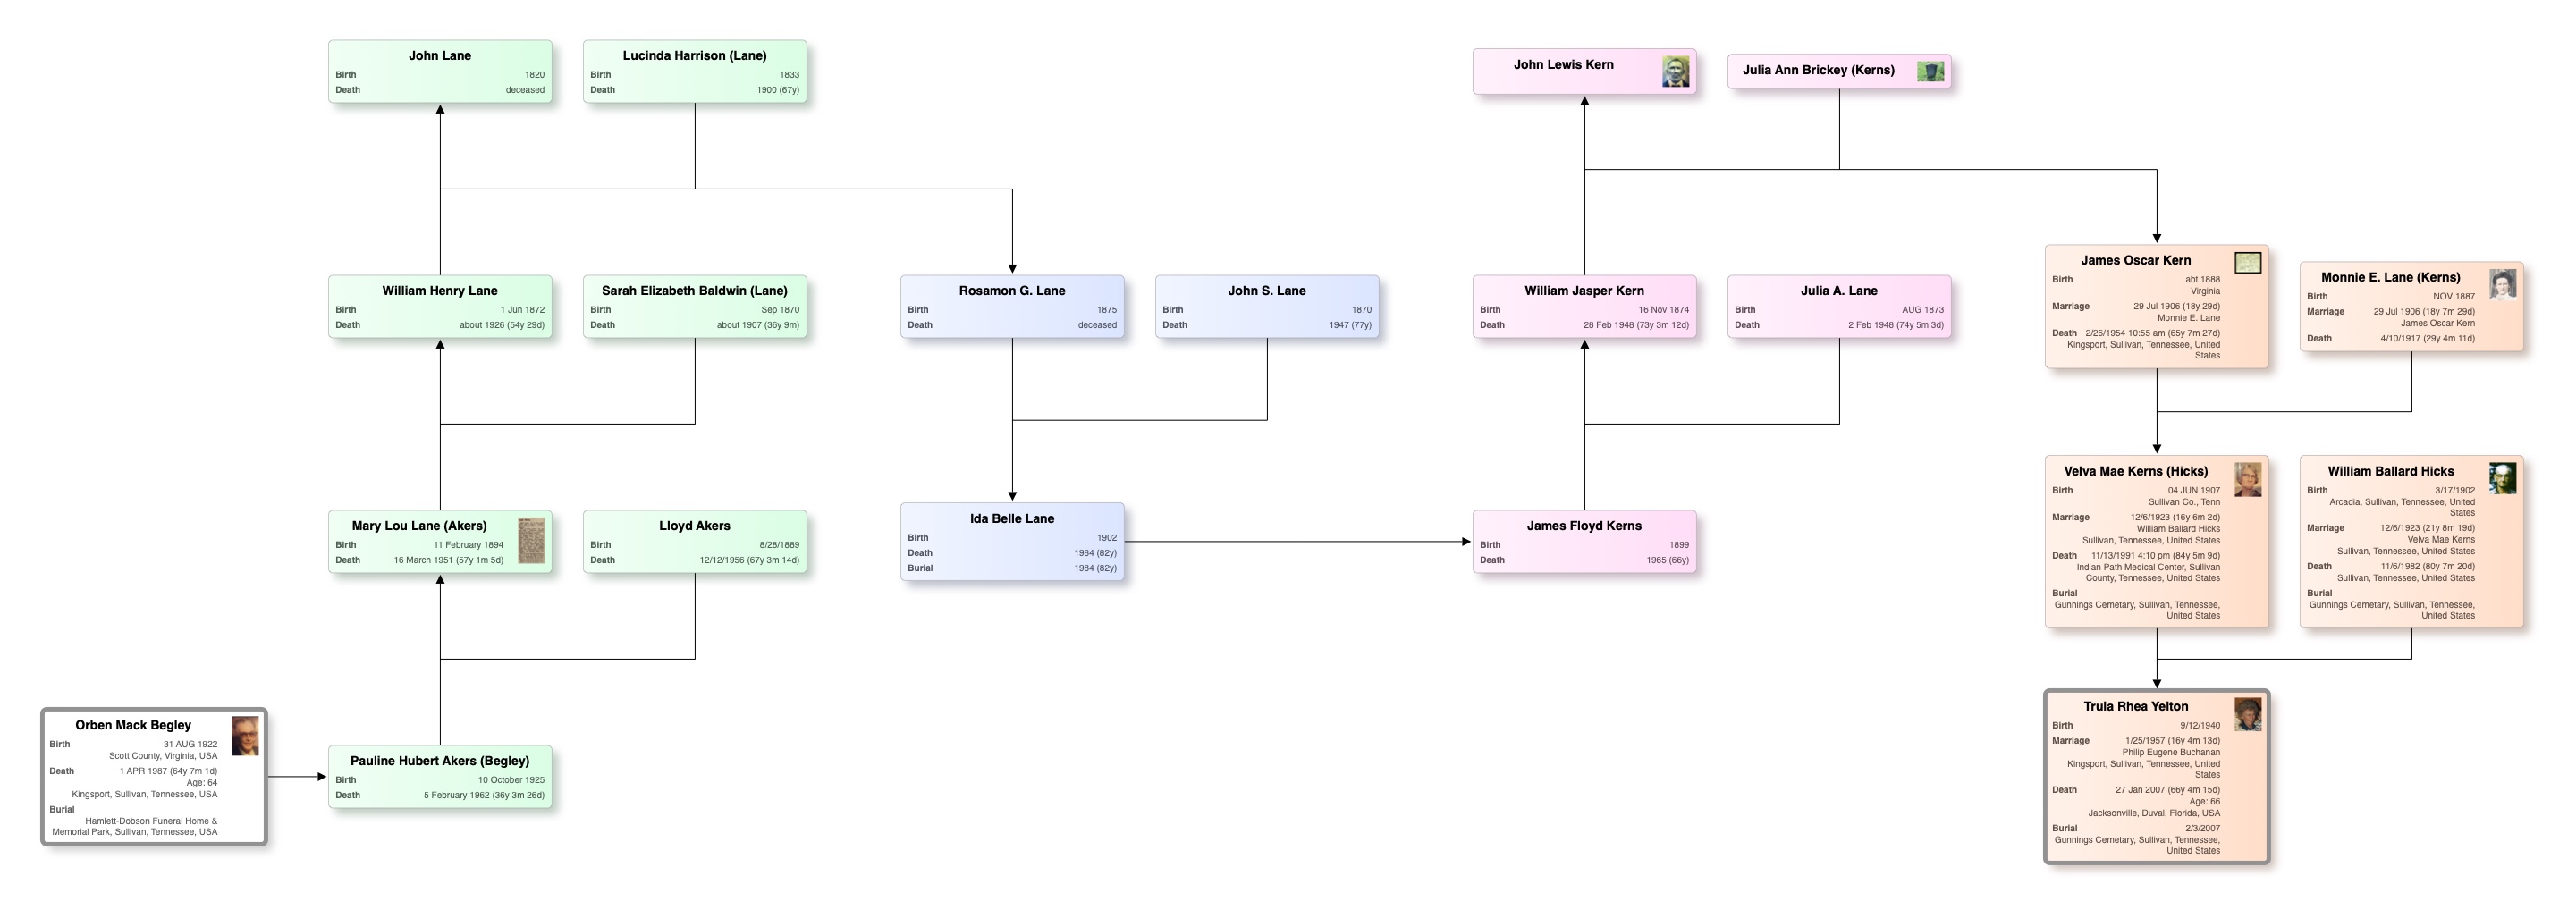 John Lane
Birth 1820
Death deceased
Lucinda Harrison (Lane)
Birth 1833
Death 1900 (67y)
John Lewis Kern
Julia Ann Brickey (Kerns)
William Henry Lane
Birth 1 Jun 1872
Death about 1926 (54y 29d)
Sarah Elizabeth Baldwin (Lane)
Birth Sep 1870
Death about 1907 (36y 9m)
Rosamon G. Lane
Birth 1875
Death deceased
John S. Lane
Birth 1870
Death 1947 (77y)
William Jasper Kern
Birth 16 Nov 1874
Death 28 Feb 1948 (73y 3m 12d)
Julia A. Lane
Birth AUG 1873
Death 2 Feb 1948 (74y 5m 3d)
James Oscar Kern
Birth abt 1888
Virginia
Marriage 29 Jul 1906 (18y 29d)
Monnie E. Lane
Death 2/26/1954 10:55 am (65y 7m 27d)
Kingsport, Sullivan, Tennessee, United
States
Monnie E. Lane (Kerns)
Birth NOV 1887
Marriage 29 Jul 1906 (18y 7m 29d)
James Oscar Kern
Death 4/10/1917 (29y 4m 11d)
Mary Lou Lane (Akers)
Birth 11 February 1894
Death 16 March 1951 (57y 1m 5d)
Lloyd Akers
Birth 8/28/1889
Death 12/12/1956 (67y 3m 14d)
Ida Belle Lane
Birth 1902
Death 1984 (82y)
Burial 1984 (82y)
James Floyd Kerns
Birth 1899
Death 1965 (66y)
Velva Mae Kerns (Hicks)
Birth 04 JUN 1907
Sullivan Co., Tenn
Marriage 12/6/1923 (16y 6m 2d)
William Ballard Hicks
Sullivan, Tennessee, United States
Death 11/13/1991 4:10 pm (84y 5m 9d)
Indian Path Medical Center, Sullivan
County, Tennessee, United States
Burial
Gunnings Cemetary, Sullivan, Tennessee,
United States
William Ballard Hicks
Birth 3/17/1902
Arcadia, Sullivan, Tennessee, United
States
Marriage 12/6/1923 (21y 8m 19d)
Velva Mae Kerns
Sullivan, Tennessee, United States
Death 11/6/1982 (80y 7m 20d)
Sullivan, Tennessee, United States
Burial
Gunnings Cemetary, Sullivan, Tennessee,
United States
Orben Mack Begley
Birth 31 AUG 1922
Scott County, Virginia, USA
Death 1 APR 1987 (64y 7m 1d)
Age: 64
Kingsport, Sullivan, Tennessee, USA
Burial
Hamlett-Dobson Funeral Home &
Memorial Park, Sullivan, Tennessee, USA
Pauline Hubert Akers (Begley)
Birth 10 October 1925
Death 5 February 1962 (36y 3m 26d)
Trula Rhea Yelton
Birth 9/12/1940
Marriage 1/25/1957 (16y 4m 13d)
Philip Eugene Buchanan
Kingsport, Sullivan, Tennessee, United
States
Death 27 Jan 2007 (66y 4m 15d)
Age: 66
Jacksonville, Duval, Florida, USA
Burial 2/3/2007
Gunnings Cemetary, Sullivan, Tennessee,
United States